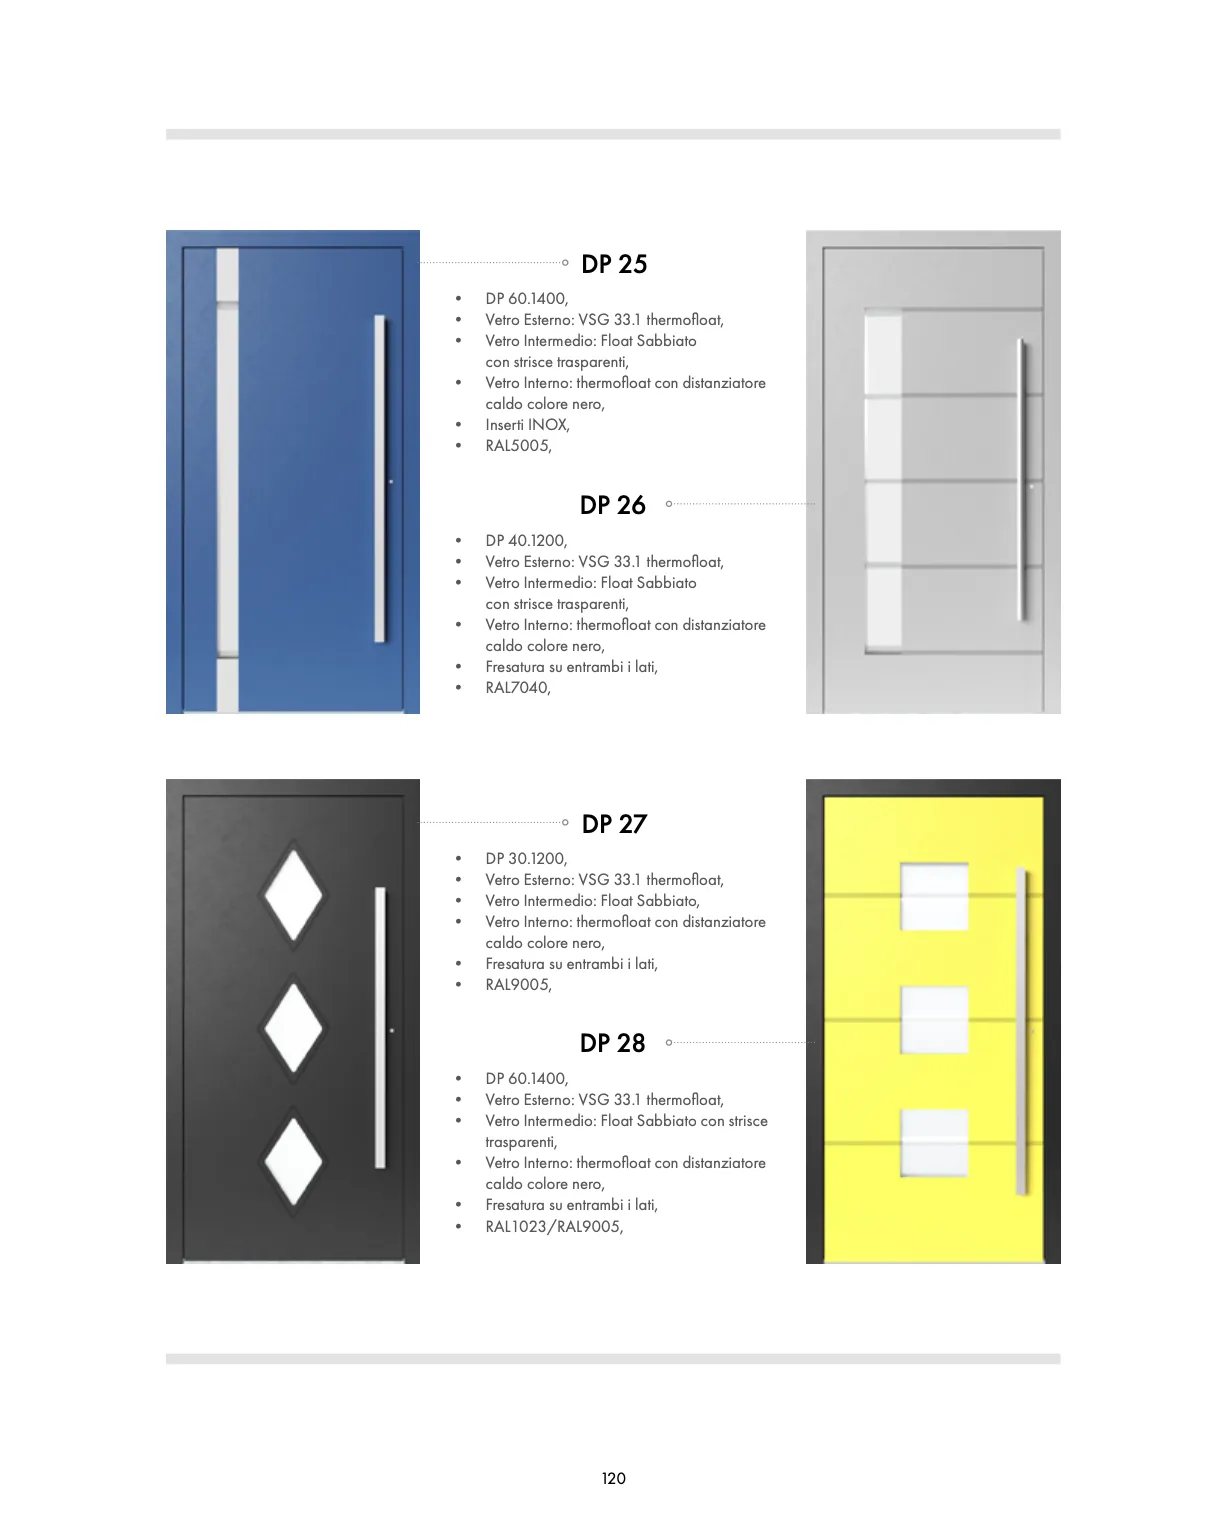 DP 25
• DP 60.1400,
• Vetro Esterno: VSG 33.1 thermofloat,
• Vetro Intermedio: Float Sabbiato
con strisce trasparenti,
• Vetro Interno: thermofloat con distanziatore
caldo colore nero,
• Inserti INOX,
• RAL5005,
DP 26
• DP 40.1200,
• Vetro Esterno: VSG 33.1 thermofloat,
• Vetro Intermedio: Float Sabbiato
con strisce trasparenti,
• Vetro Interno: thermofloat con distanziatore
caldo colore nero,
• Fresatura su entrambi i lati,
• RAL7040,
DP 27
• DP 30.1200,
• Vetro Esterno: VSG 33.1 thermofloat,
• Vetro Intermedio: Float Sabbiato,
• Vetro Interno: thermofloat con distanziatore
caldo colore nero,
• Fresatura su entrambi i lati,
• RAL9005,
DP 28
• DP 60.1400,
• Vetro Esterno: VSG 33.1 thermofloat,
• Vetro Intermedio: Float Sabbiato con strisce
trasparenti,
• Vetro Interno: thermofloat con distanziatore
caldo colore nero,
• Fresatura su entrambi i lati,
• RAL1023/RAL9005,
120